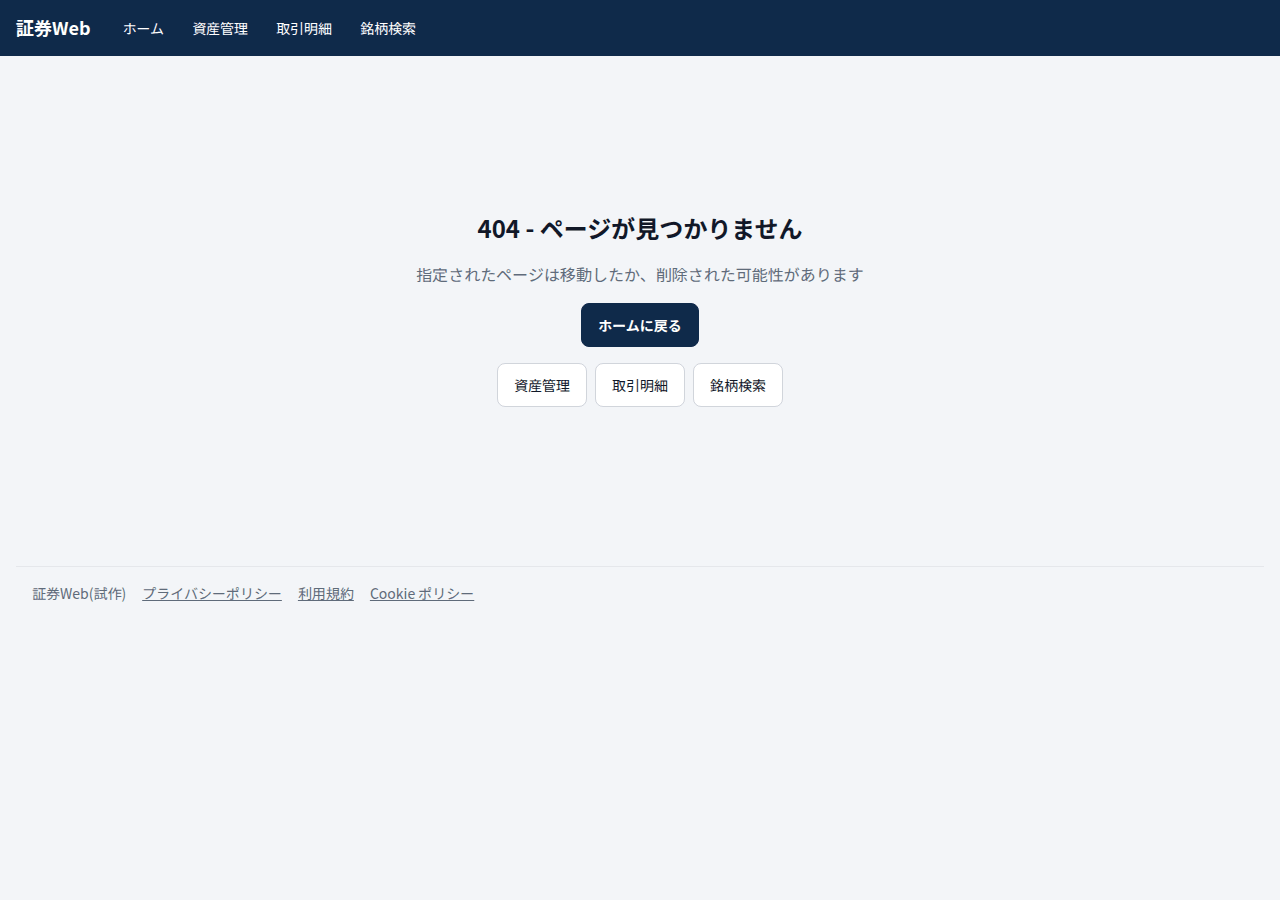 証券Web ホーム 資産管理 取引明細 銘柄検索
404 - ページが見つかりません
指定されたページは移動したか、削除された可能性があります
ホームに戻る
資産管理 取引明細 銘柄検索
証券Web(試作) プライバシーポリシー 利用規約 Cookie ポリシー